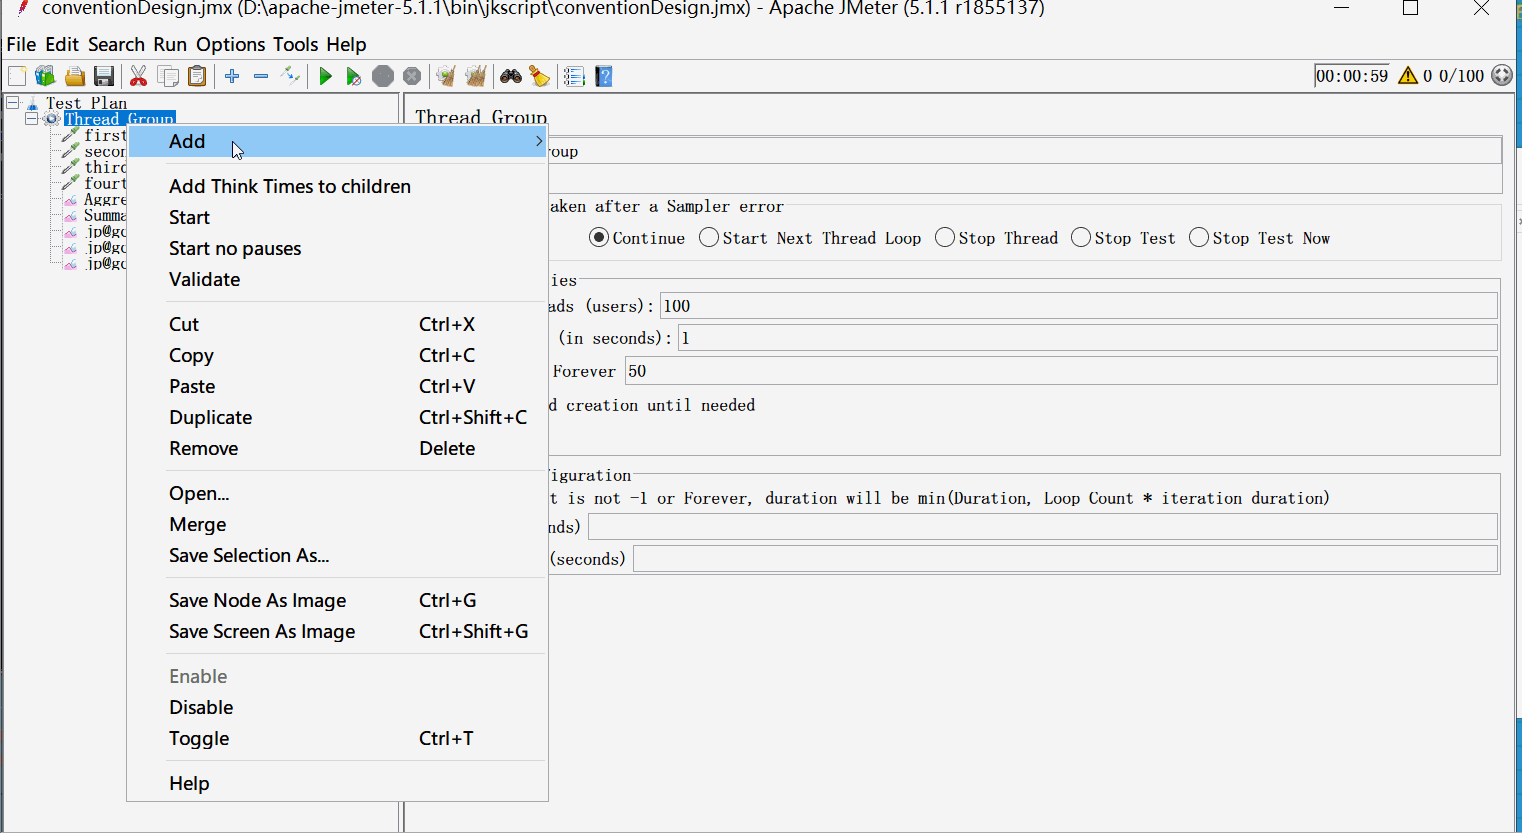 conventionDesign.jmx (D:\apache-jmeter-5.1.1\bin\jkscript\conventionDesign.jmx) - Apache JMeter (5.1.1 r1855137)
File Edit Search Run Options Tools Help
00:00:59 0 0/100
Test Plan
Thread Group
first
secon
third
fourt
Aggre
Summa
jp@gc
jp@gc
jp@gc
Add
Add Think Times to children
Start
Start no pauses
Validate
Cut Ctrl+X
Copy Ctrl+C
Paste Ctrl+V
Duplicate Ctrl+Shift+C
Remove Delete
Open...
Merge
Save Selection As...
Save Node As Image Ctrl+G
Save Screen As Image Ctrl+Shift+G
Enable
Disable
Toggle Ctrl+T
Help
Thread Group
oup
aken after a Sampler error
Continue Start Next Thread Loop Stop Thread Stop Test Stop Test Now
ies
ads (users): 100
(in seconds): 1
Forever 50
d creation until needed
iguration
t is not -1 or Forever, duration will be min(Duration, Loop Count * iteration duration)
nds)
(seconds)